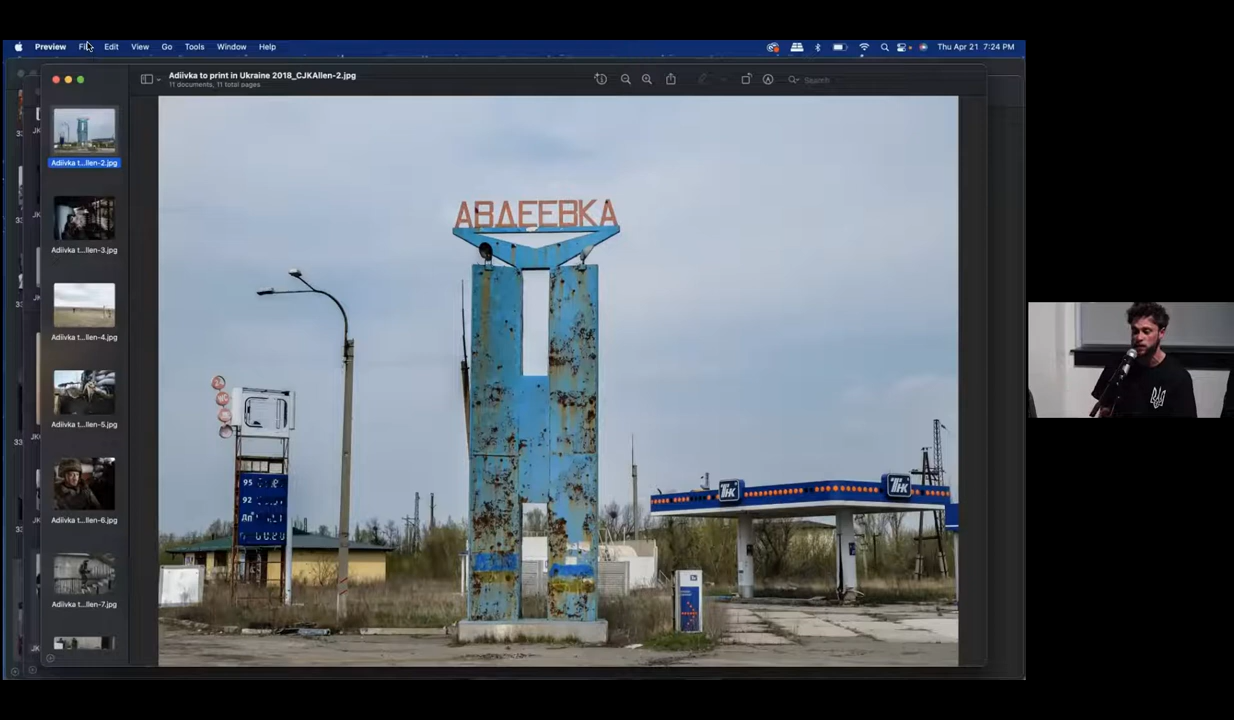 Preview File Edit View Go Tools Window Help
Thu Apr 21 7:24 PM
Adiivka to print in Ukraine 2018_CJKAllen-2.jpg
11 documents, 11 total pages
Search
Adiivka t...llen-2.jpg
Adiivka t...llen-3.jpg
Adiivka t...llen-4.jpg
Adiivka t...llen-5.jpg
Adiivka t...llen-6.jpg
Adiivka t...llen-7.jpg
АВДЕЕВКА
95
92
ДП
ТНК
ТНК